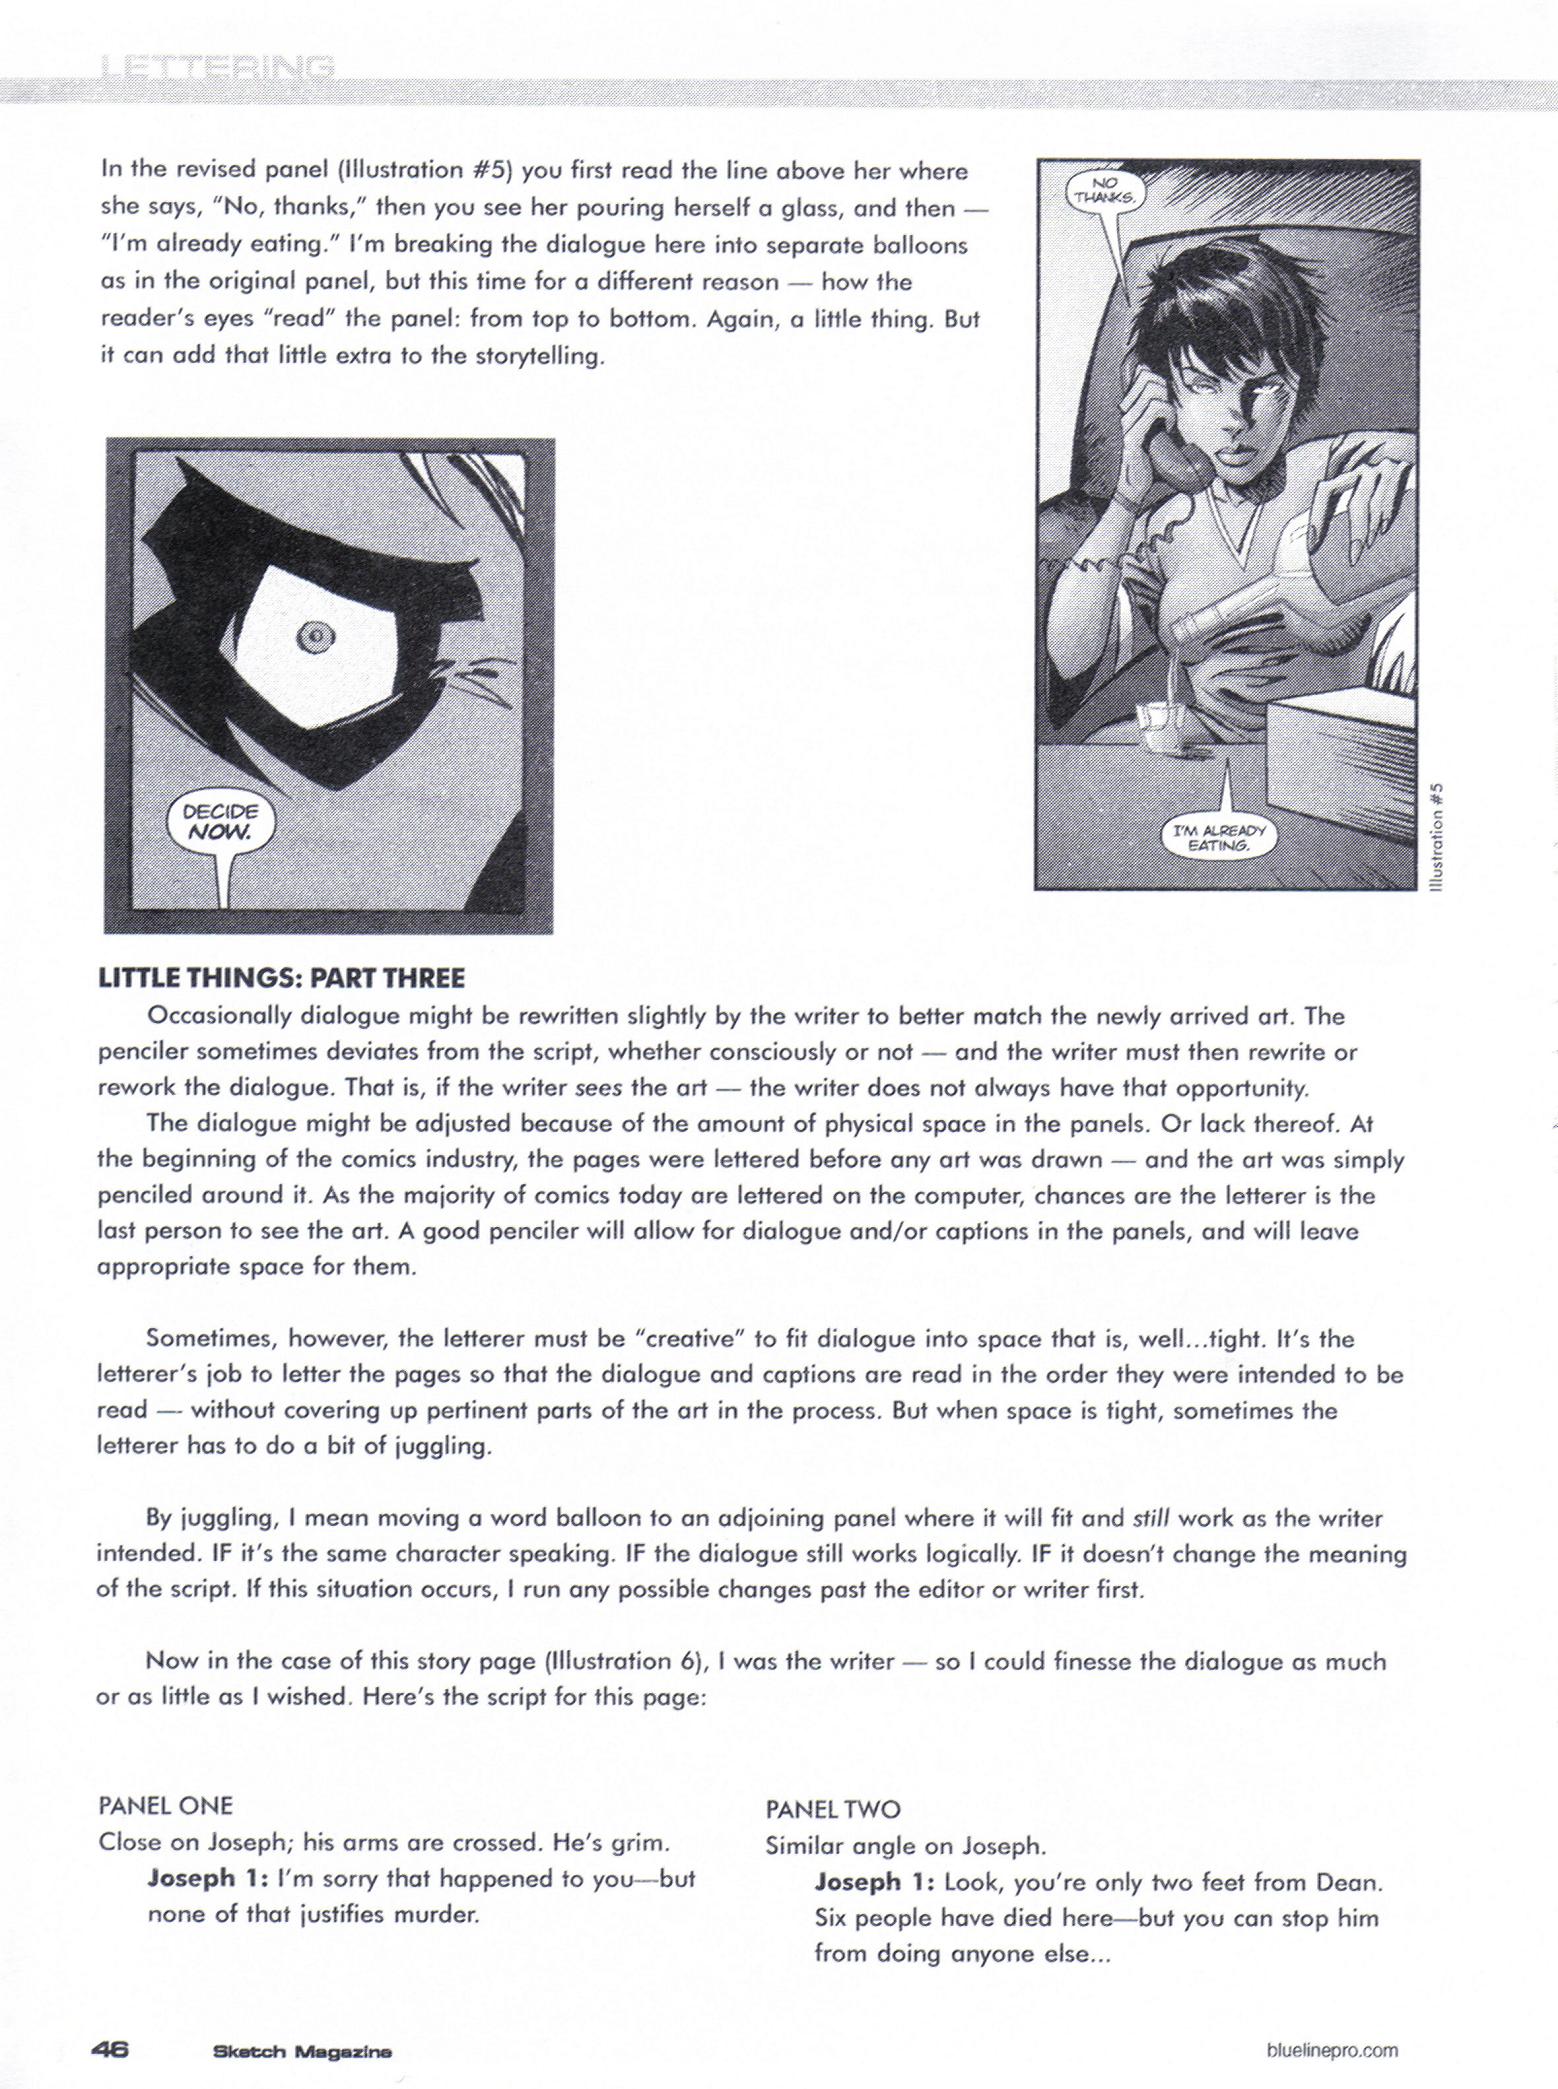 LETTERING
In the revised panel (Illustration #5) you first read the line above her where
she says, “No, thanks,” then you see her pouring herself a glass, and then —
“I’m already eating.” I’m breaking the dialogue here into separate balloons
as in the original panel, but this time for a different reason — how the
reader’s eyes “read” the panel: from top to bottom. Again, a little thing. But
it can add that little extra to the storytelling.
NO
THANKS.
I'M ALREADY
EATING.
Illustration #5
DECIDE
NOW.
LITTLE THINGS: PART THREE
Occasionally dialogue might be rewritten slightly by the writer to better match the newly arrived art. The
penciler sometimes deviates from the script, whether consciously or not — and the writer must then rewrite or
rework the dialogue. That is, if the writer sees the art — the writer does not always have that opportunity.
The dialogue might be adjusted because of the amount of physical space in the panels. Or lack thereof. At
the beginning of the comics industry, the pages were lettered before any art was drawn — and the art was simply
penciled around it. As the majority of comics today are lettered on the computer, chances are the letterer is the
last person to see the art. A good penciler will allow for dialogue and/or captions in the panels, and will leave
appropriate space for them.
Sometimes, however, the letterer must be “creative” to fit dialogue into space that is, well...tight. It’s the
letterer’s job to letter the pages so that the dialogue and captions are read in the order they were intended to be
read — without covering up pertinent parts of the art in the process. But when space is tight, sometimes the
letterer has to do a bit of juggling.
By juggling, I mean moving a word balloon to an adjoining panel where it will fit and still work as the writer
intended. IF it’s the same character speaking. IF the dialogue still works logically. IF it doesn’t change the meaning
of the script. If this situation occurs, I run any possible changes past the editor or writer first.
Now in the case of this story page (Illustration 6), I was the writer — so I could finesse the dialogue as much
or as little as I wished. Here’s the script for this page:
PANEL ONE
Close on Joseph; his arms are crossed. He’s grim.
Joseph 1: I’m sorry that happened to you—but
none of that justifies murder.
PANEL TWO
Similar angle on Joseph.
Joseph 1: Look, you’re only two feet from Dean.
Six people have died here—but you can stop him
from doing anyone else...
46 Sketch Magazine
bluelinepro.com